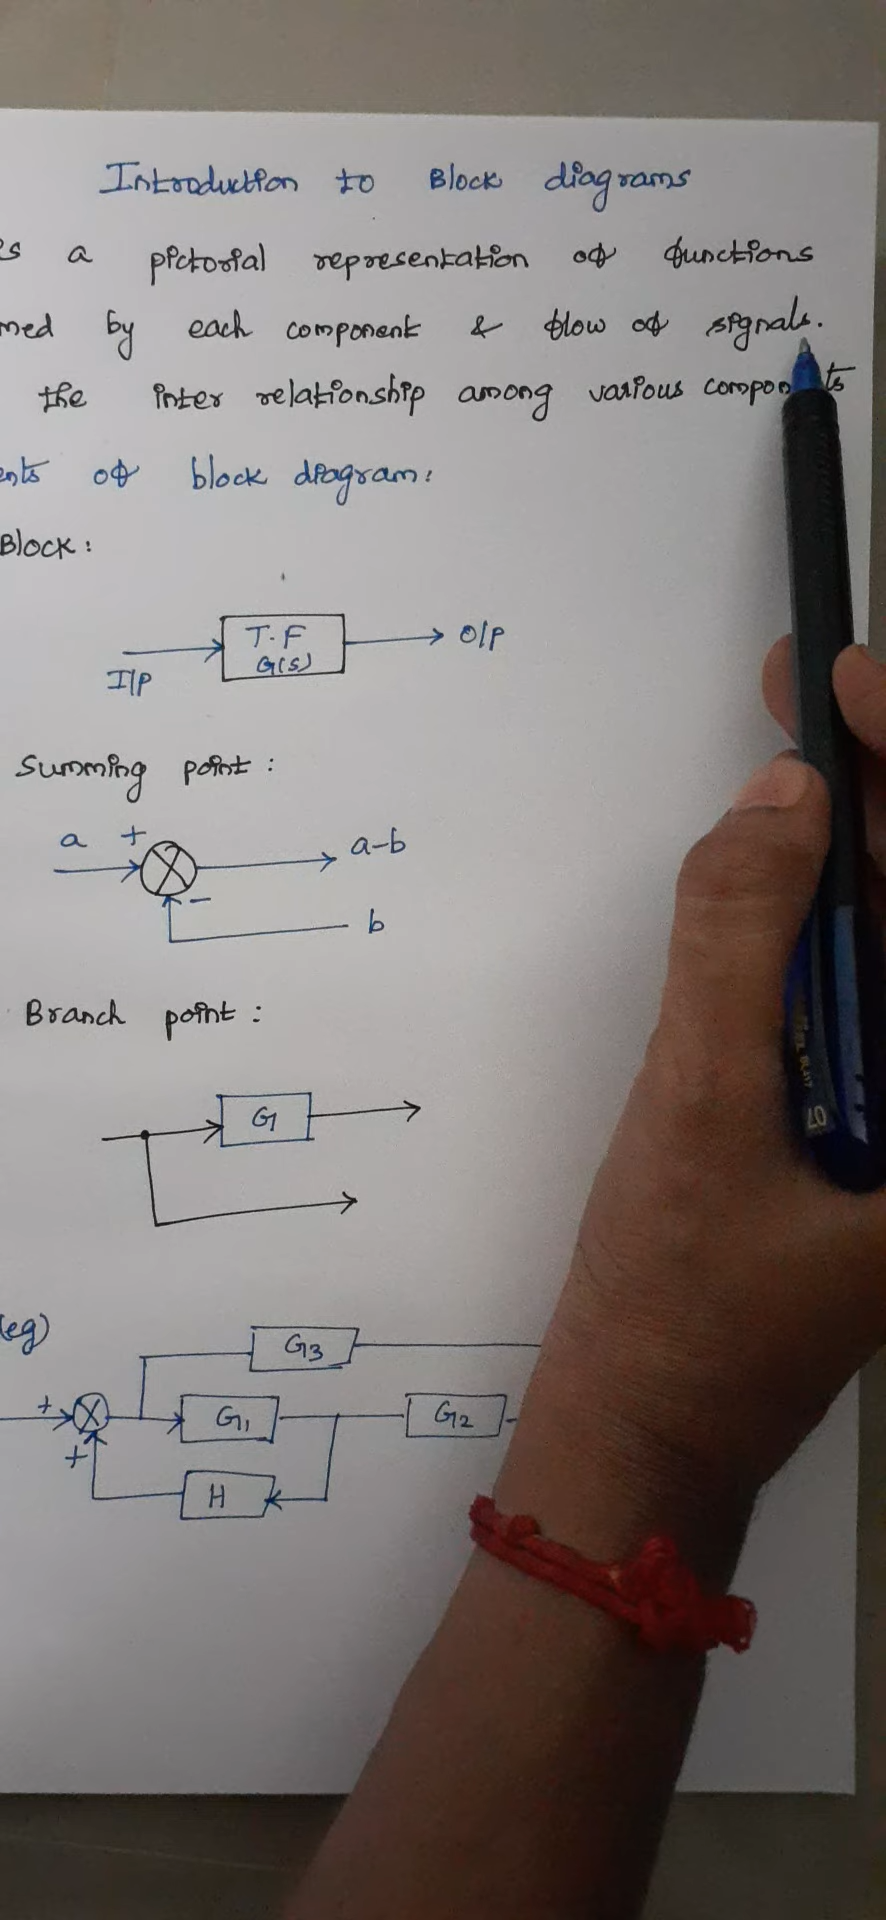 Introduction to Block diagrams
a pictorial representation of functions
by each component & flow of signals.
the inter relationship among various
of block diagram:
Block:
T.F
G(s)
I/P
O/P
Summing point:
a + a-b
- b
Branch point:
G
(eg)
G3
+ G1 G2
+
H
07